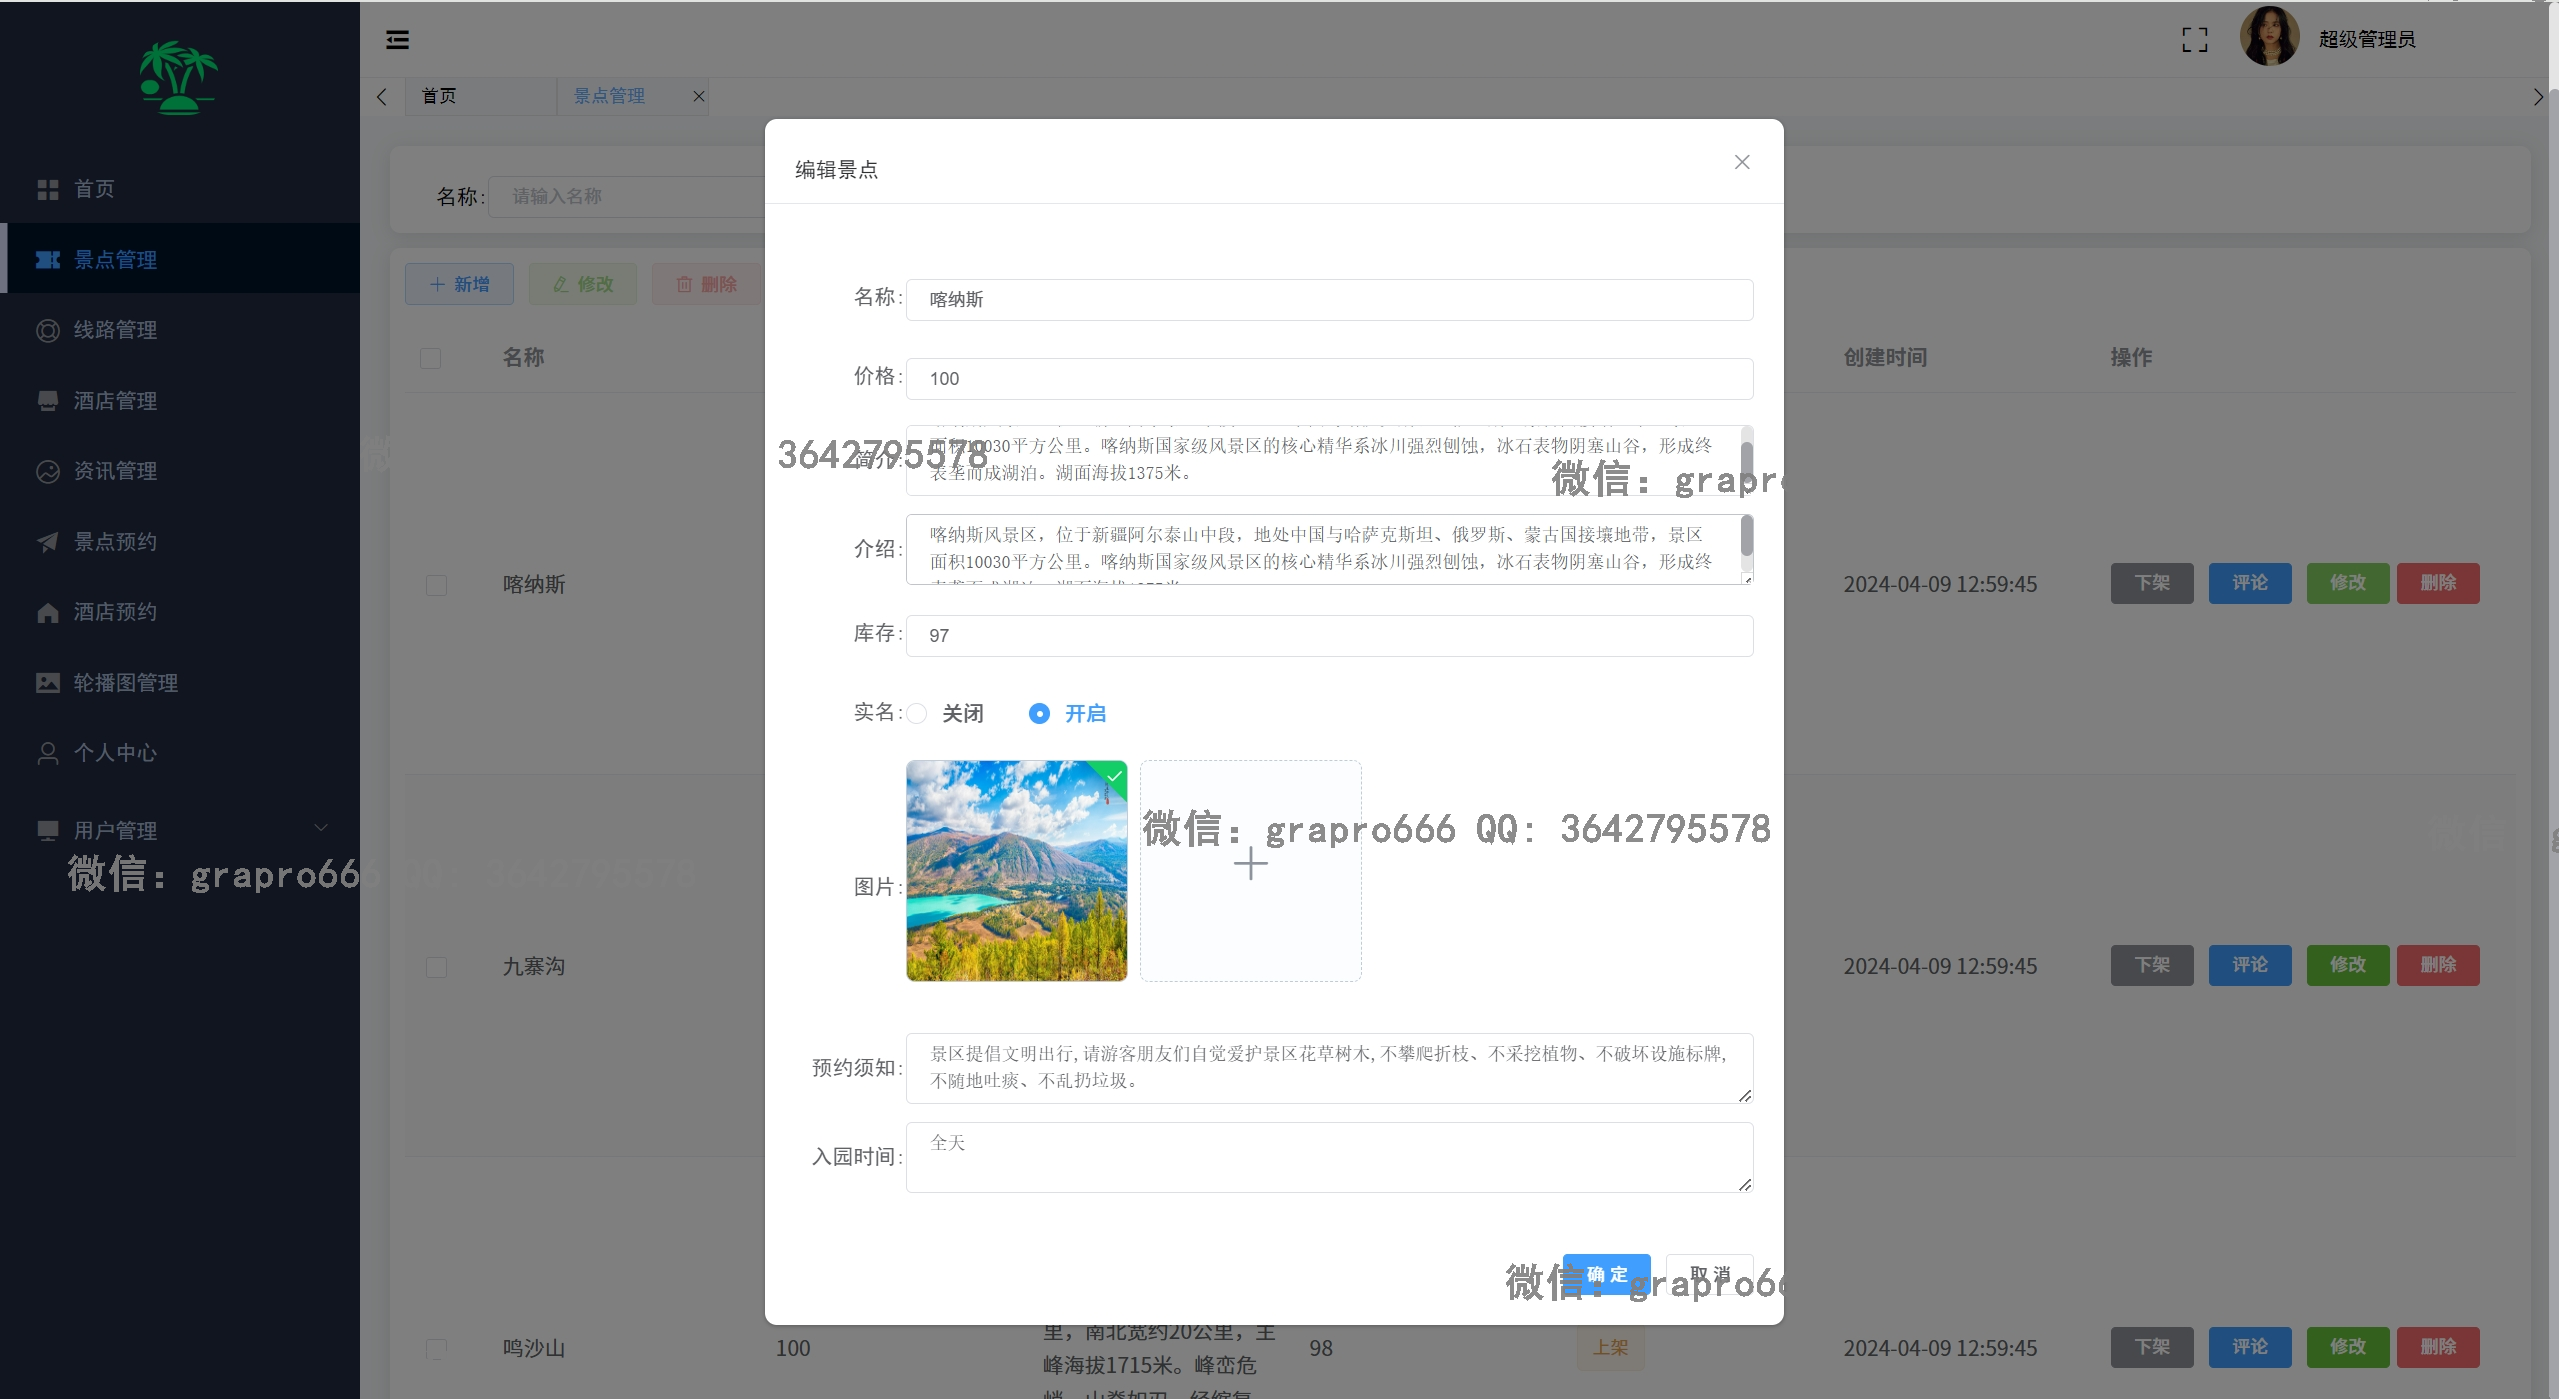 超级管理员
首页
景点管理
首页
景点管理
线路管理
酒店管理
资讯管理
景点预约
酒店预约
轮播图管理
个人中心
用户管理
名称: 请输入名称
新增 修改 删除
名称 创建时间 操作
喀纳斯 2024-04-09 12:59:45 下架 评论 修改 删除
九寨沟 2024-04-09 12:59:45 下架 评论 修改 删除
鸣沙山 100 98 上架 2024-04-09 12:59:45 下架 评论 修改 删除
里，南北宽约20公里，主
峰海拔1715米。峰峦危
编辑景点
名称: 喀纳斯
价格: 100
简介:
面积10030平方公里。喀纳斯国家级风景区的核心精华系冰川强烈刨蚀，冰石表物阴塞山谷，形成终
表垄而成湖泊。湖面海拔1375米。
介绍:
喀纳斯风景区，位于新疆阿尔泰山中段，地处中国与哈萨克斯坦、俄罗斯、蒙古国接壤地带，景区
面积10030平方公里。喀纳斯国家级风景区的核心精华系冰川强烈刨蚀，冰石表物阴塞山谷，形成终
库存: 97
实名: 关闭 开启
图片:
预约须知:
景区提倡文明出行,请游客朋友们自觉爱护景区花草树木,不攀爬折枝、不采挖植物、不破坏设施标牌,
不随地吐痰、不乱扔垃圾。
入园时间: 全天
确定 取消
3642795578
微信: grapro
微信: grapro666 QQ: 3642795578
微信: grapro666 QQ: 3642795578
微信: grapro66
微信